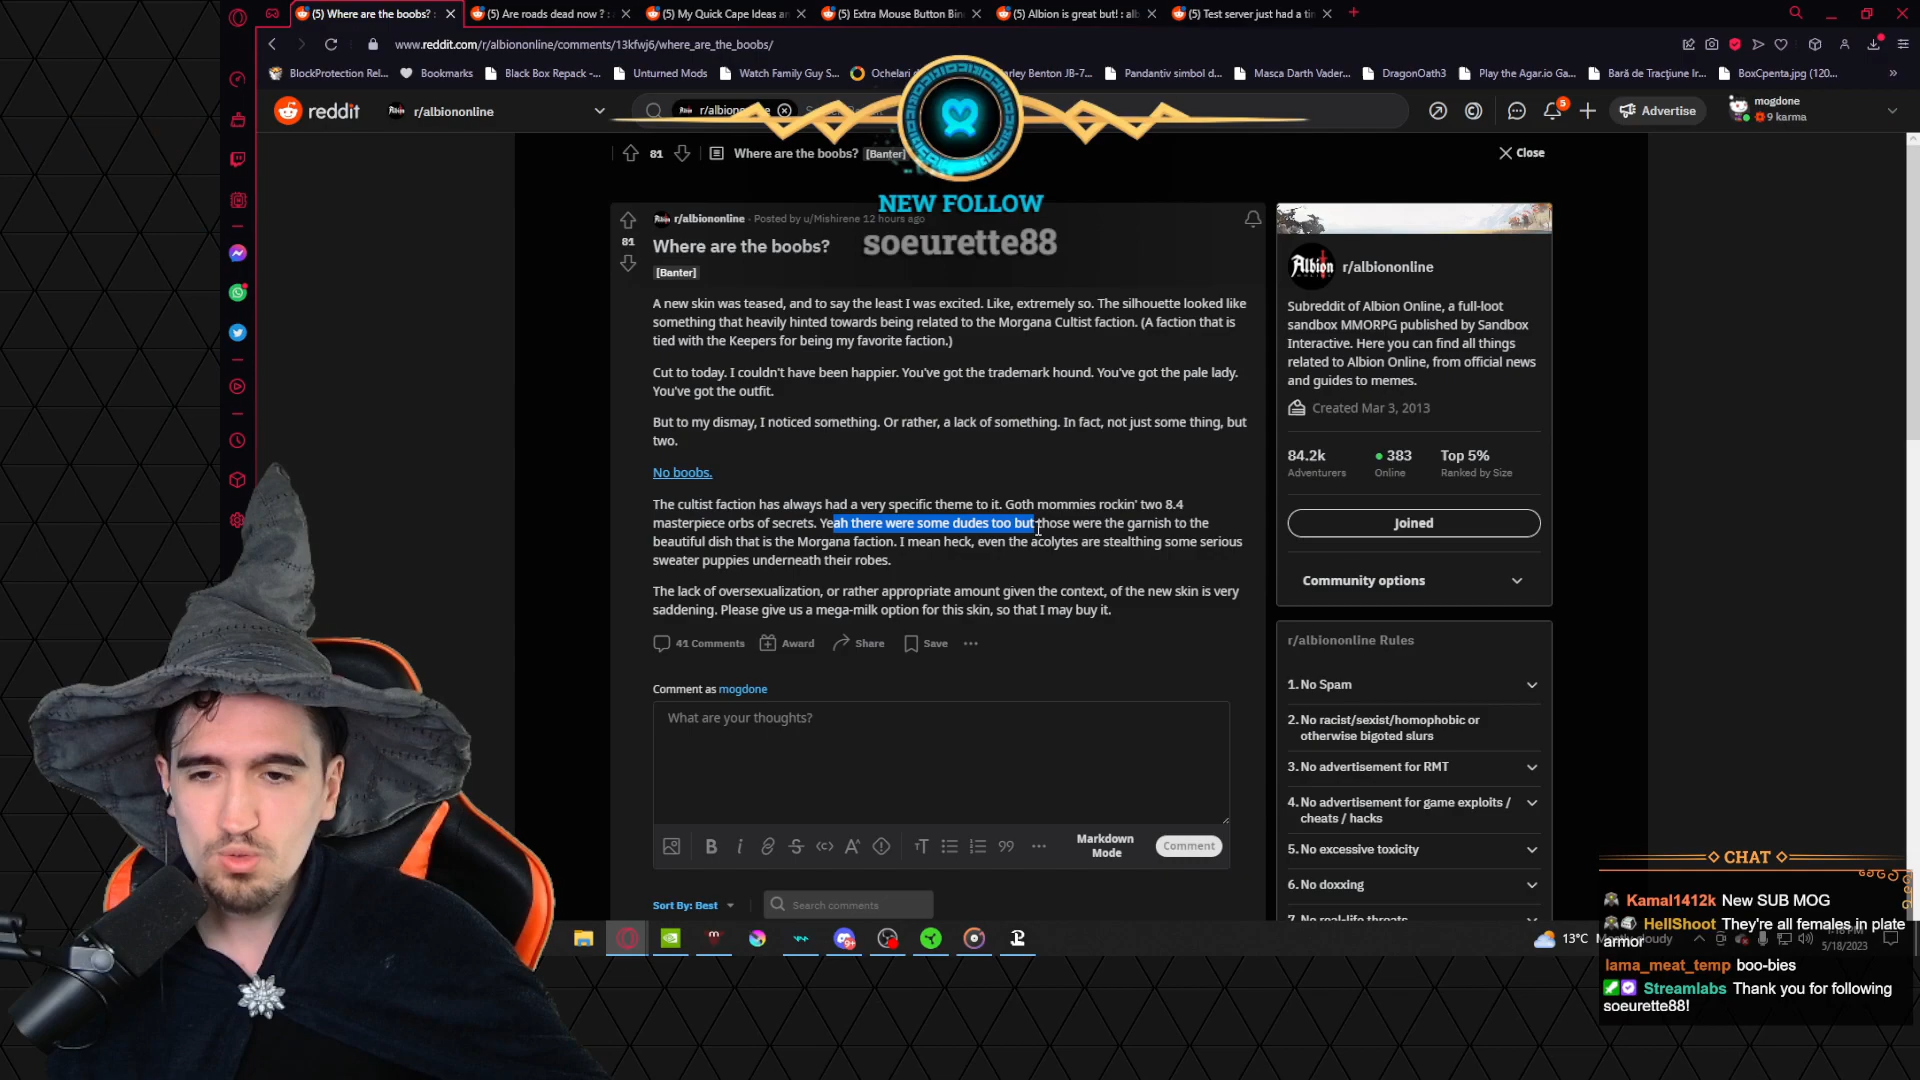 (5) Where are the boobs? :
(5) Are roads dead now ? :
(5) My Quick Cape Ideas
(5) Extra Mouse Button Bin
(5) Albion is great but! : alb
(5) Test server just had a tin
www.reddit.com/r/albiononline/comments/13kfwj6/where_are_the_boobs/
BlockProtection Rel...
Bookmarks
Black Box Repack -...
Unturned Mods
Watch Family Guy S...
Ochelari d
arley Benton JB-7...
Pandantiv simbol d...
Masca Darth Vader...
DragonOath3
Play the Agar.io Ga...
Bară de Tracțiune Ir...
BoxCpenta.jpg (120...
reddit
r/albiononline
r/albiononline
5
Advertise
mogdone
9 karma
81
Where are the boobs?
[Banter]
Close
NEW FOLLOW
soeurette88
81
r/albiononline · Posted by u/Mishirene 12 hours ago
Where are the boobs?
[Banter]
A new skin was teased, and to say the least I was excited. Like, extremely so. The silhouette looked like
something that heavily hinted towards being related to the Morgana Cultist faction. (A faction that is
tied with the Keepers for being my favorite faction.)
Cut to today. I couldn't have been happier. You've got the trademark hound. You've got the pale lady.
You've got the outfit.
But to my dismay, I noticed something. Or rather, a lack of something. In fact, not just some thing, but
two.
No boobs.
The cultist faction has always had a very specific theme to it. Goth mommies rockin' two 8.4
masterpiece orbs of secrets. Yeah there were some dudes too but those were the garnish to the
beautiful dish that is the Morgana faction. I mean heck, even the acolytes are stealthing some serious
sweater puppies underneath their robes.
The lack of oversexualization, or rather appropriate amount given the context, of the new skin is very
saddening. Please give us a mega-milk option for this skin, so that I may buy it.
41 Comments
Award
Share
Save
Comment as mogdone
What are your thoughts?
Markdown
Mode
Comment
Sort By: Best
Search comments
Albion
r/albiononline
Subreddit of Albion Online, a full-loot
sandbox MMORPG published by Sandbox
Interactive. Here you can find all things
related to Albion Online, from official news
and guides to memes.
Created Mar 3, 2013
84.2k
Adventurers
383
Online
Top 5%
Ranked by Size
Joined
Community options
r/albiononline Rules
1. No Spam
2. No racist/sexist/homophobic or
otherwise bigoted slurs
3. No advertisement for RMT
4. No advertisement for game exploits /
cheats / hacks
5. No excessive toxicity
6. No doxxing
7. No real-life threats
CHAT
Kamal1412k New SUB MOG
HellShoot They're all females in plate
armor
lama_meat_temp boo-bies
Streamlabs Thank you for following
soeurette88!
13°C
cloudy
5/18/2023